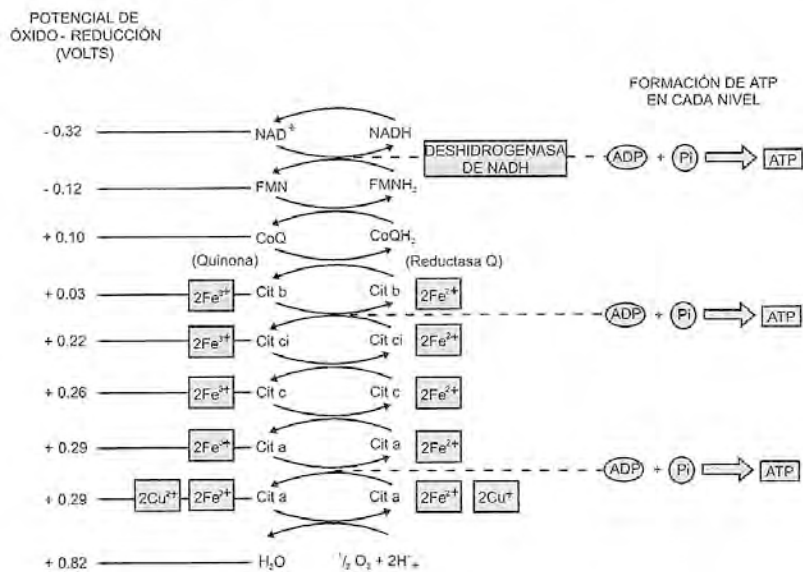 POTENCIAL DE
ÓXIDO - REDUCCIÓN
(VOLTS)
FORMACIÓN DE ATP
EN CADA NIVEL
- 0.32 NAD+ NADH
DESHIDROGENASA
DE NADH
ADP + Pi ATP
- 0.12 FMN FMNH2
+ 0.10 CoQ CoQH2
(Quinona) (Reductasa Q)
+ 0.03 2Fe3+ Cit b Cit b 2Fe2+
ADP + Pi ATP
+ 0.22 2Fe3+ Cit ci Cit ci 2Fe2+
+ 0.26 2Fe3+ Cit c Cit c 2Fe2+
+ 0.29 2Fe3+ Cit a Cit a 2Fe2+
ADP + Pi ATP
+ 0.29 2Cu2+ 2Fe2+ Cit a Cit a 2Fe2+ 2Cu+
+ 0.82 H2O 1/2 O2 + 2H+